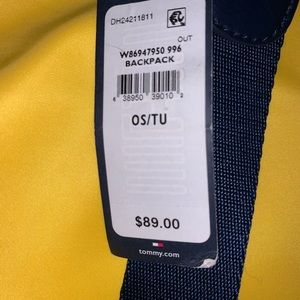 DH24211811
OUT
W86947950 996
BACKPACK
6 38950 39010 2
OS/TU
$89.00
tommy.com